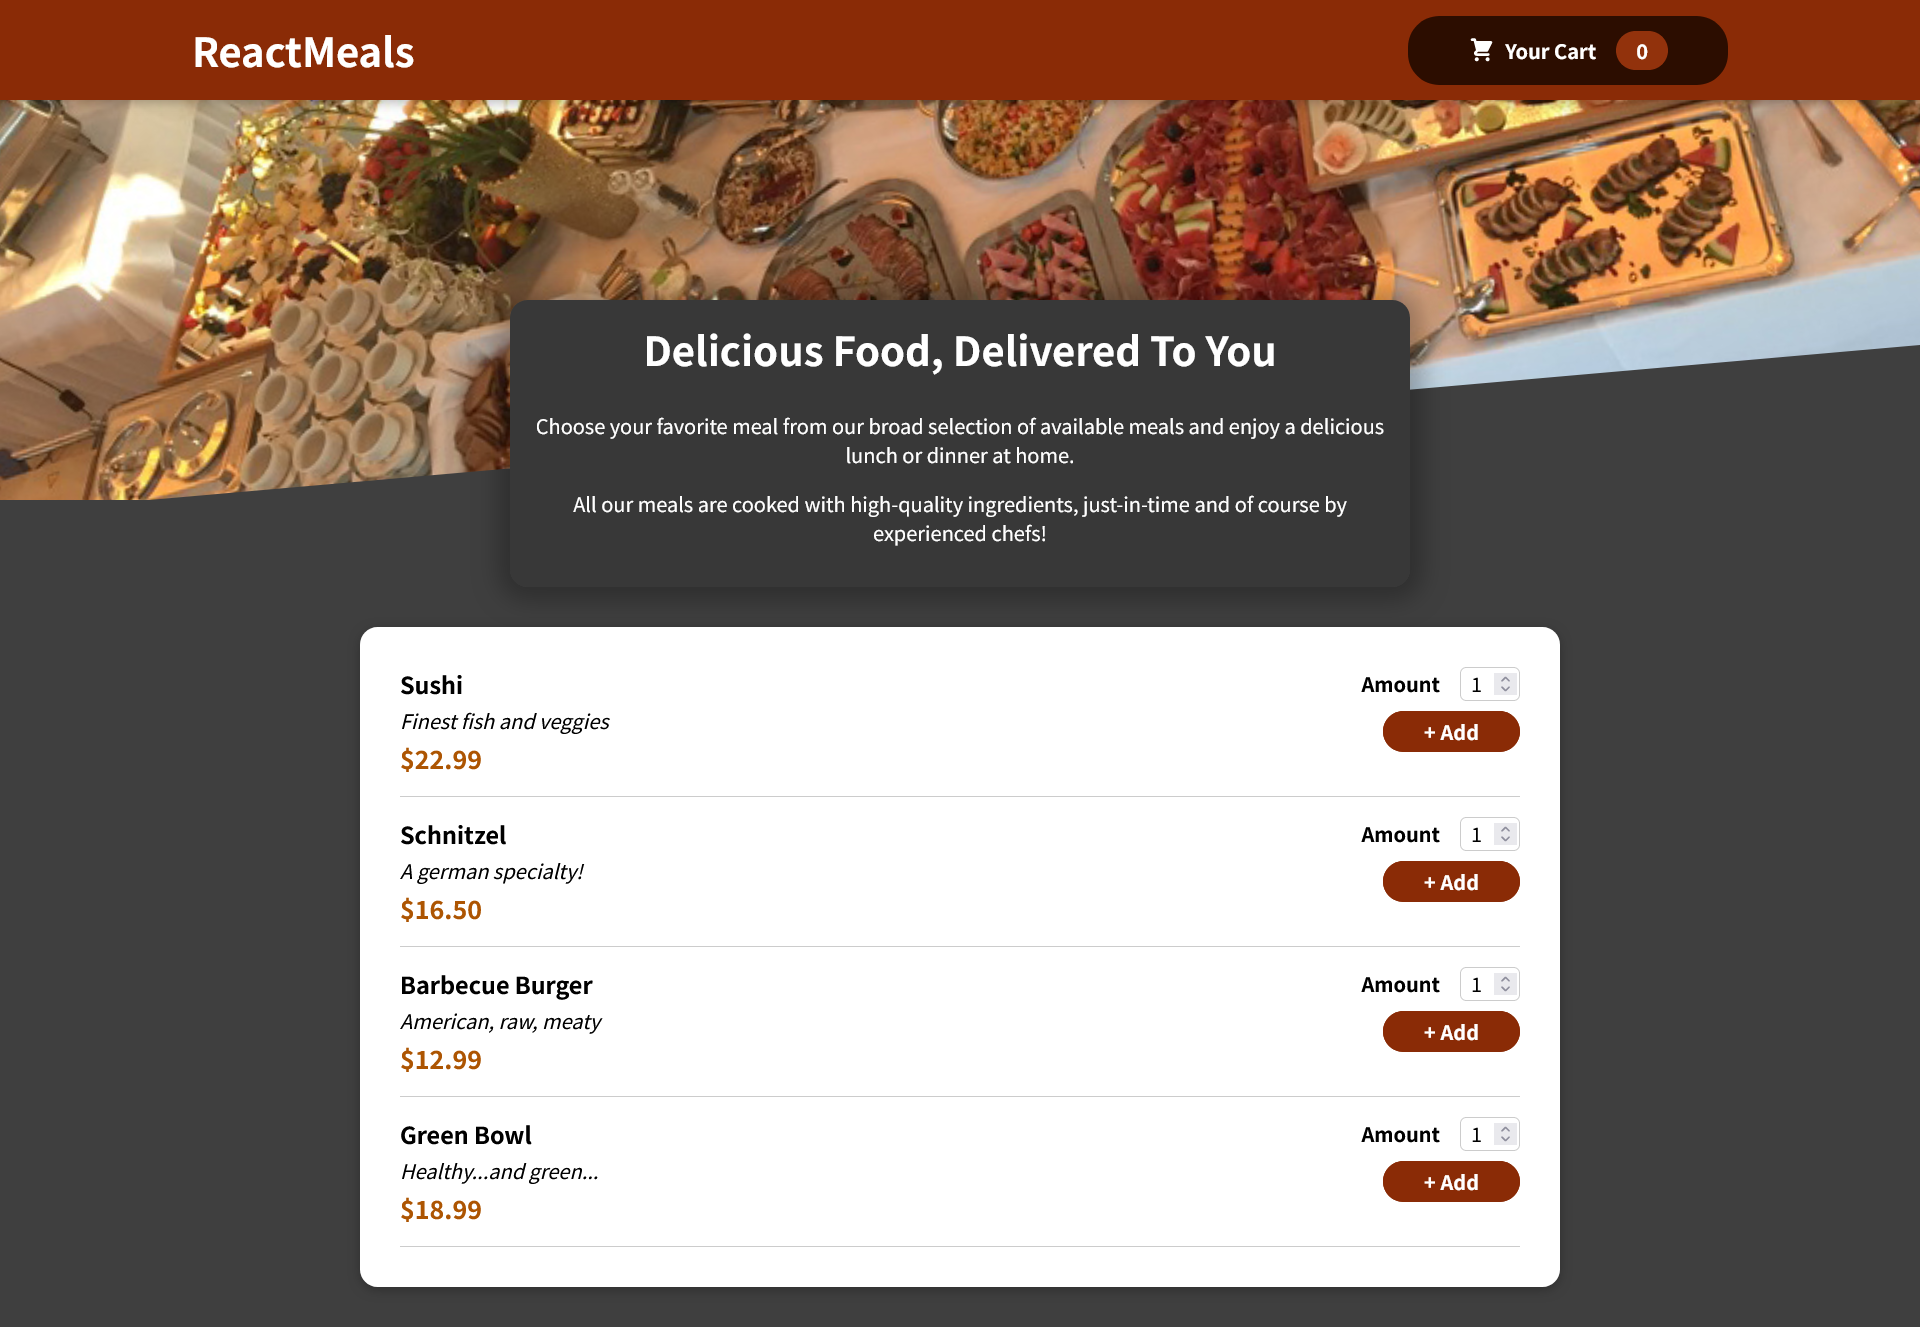 ReactMeals
Your Cart 0
Delicious Food, Delivered To You
Choose your favorite meal from our broad selection of available meals and enjoy a delicious
lunch or dinner at home.
All our meals are cooked with high-quality ingredients, just-in-time and of course by
experienced chefs!
Sushi
Finest fish and veggies
$22.99
Amount 1
+ Add
Schnitzel
A german specialty!
$16.50
Amount 1
+ Add
Barbecue Burger
American, raw, meaty
$12.99
Amount 1
+ Add
Green Bowl
Healthy...and green...
$18.99
Amount 1
+ Add